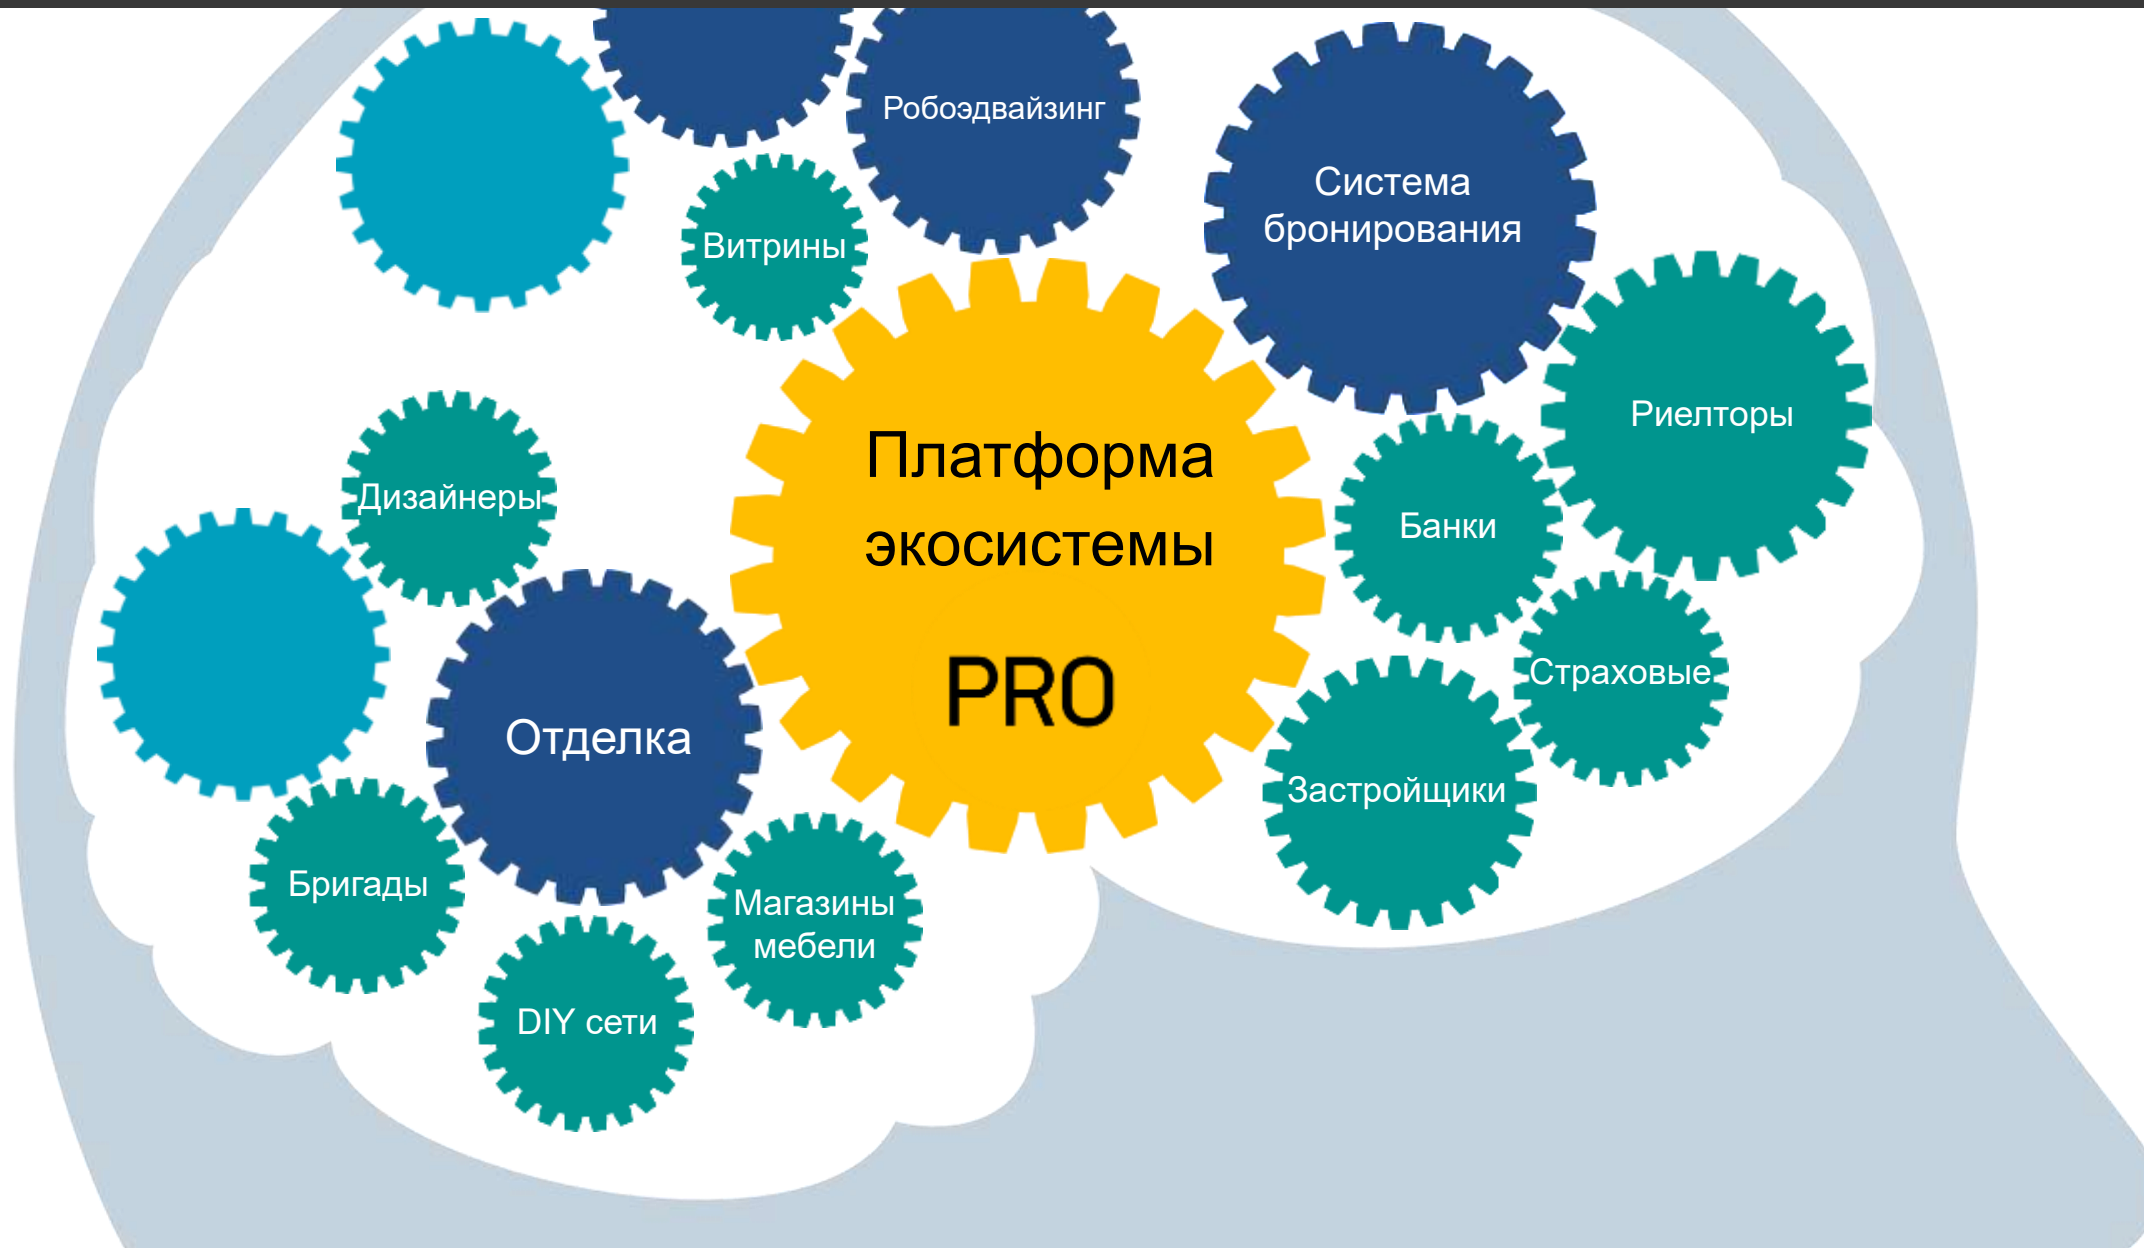 Робоэдвайзинг
Система
бронирования
Витрины
Риелторы
Платформа
экосистемы
PRO
Дизайнеры
Банки
Страховые
Отделка
Застройщики
Бригады
Магазины
мебели
DIY сети